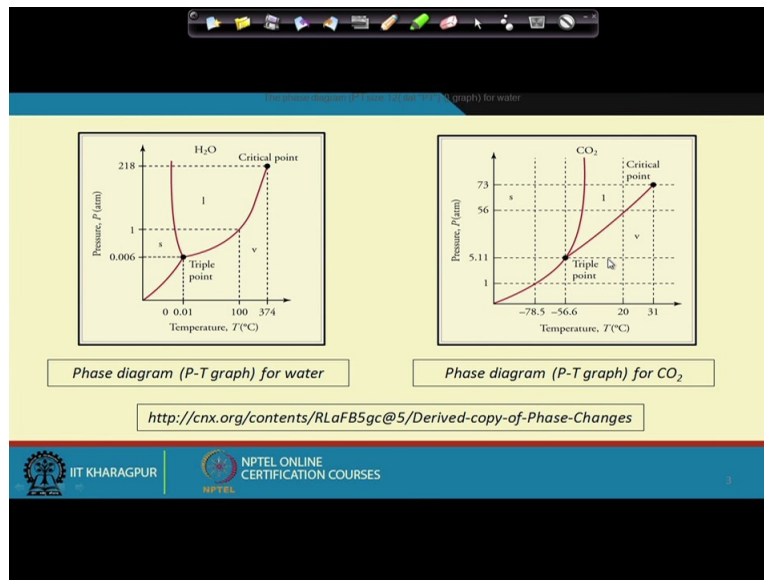 H₂O
Critical point
218
1
0.006
l
s
v
Triple
point
Pressure, P (atm)
0 0.01 100 374
Temperature, T(°C)
CO₂
Critical
point
73
56
5.11
1
s
l
v
Triple
point
Pressure, P (atm)
-78.5 -56.6 20 31
Temperature, T(°C)
Phase diagram (P-T graph) for water
Phase diagram (P-T graph) for CO₂
http://cnx.org/contents/RLaFB5gc@5/Derived-copy-of-Phase-Changes
IIT KHARAGPUR
NPTEL
NPTEL ONLINE
CERTIFICATION COURSES
3